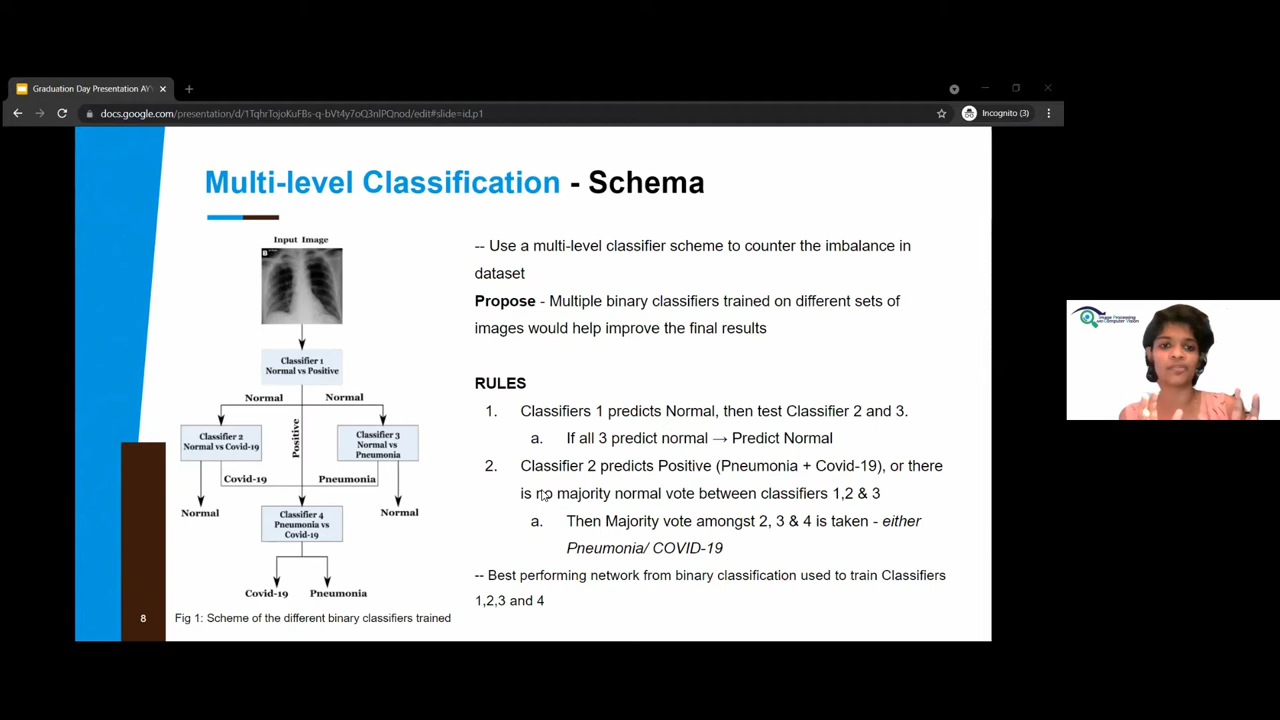 Graduation Day Presentation AY
docs.google.com/presentation/d/1TqhrTojoKuFBs-q-bVt4y7oQ3nlPQnod/edit#slide=id.p1
Incognito (3)
Multi-level Classification - Schema
Input Image
B
Classifier 1
Normal vs Positive
Normal
Normal
Positive
Classifier 2
Normal vs Covid-19
Classifier 3
Normal vs
Pneumonia
Covid-19
Pneumonia
Normal
Normal
Classifier 4
Pneumonia vs
Covid-19
Covid-19
Pneumonia
8
Fig 1: Scheme of the different binary classifiers trained
-- Use a multi-level classifier scheme to counter the imbalance in
dataset
Propose - Multiple binary classifiers trained on different sets of
images would help improve the final results
RULES
1. Classifiers 1 predicts Normal, then test Classifier 2 and 3.
a. If all 3 predict normal → Predict Normal
2. Classifier 2 predicts Positive (Pneumonia + Covid-19), or there
is no majority normal vote between classifiers 1,2 & 3
a. Then Majority vote amongst 2, 3 & 4 is taken - either
Pneumonia/ COVID-19
-- Best performing network from binary classification used to train Classifiers
1,2,3 and 4
Image Processing
and Computer Vision